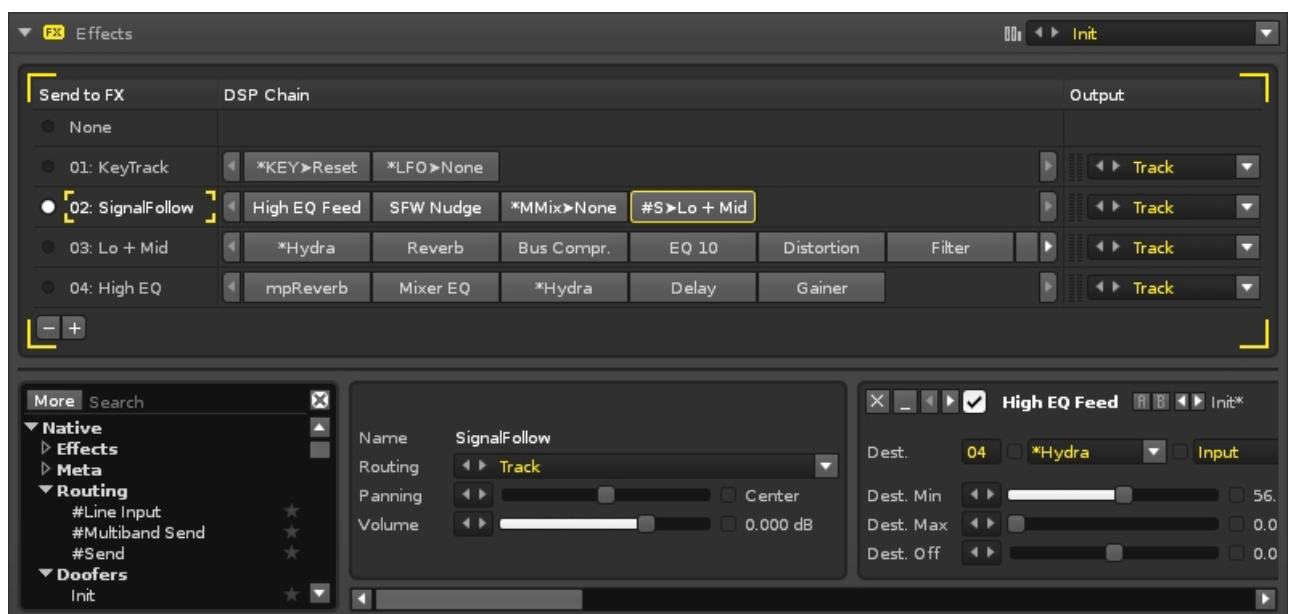 FX Effects Init
Send to FX DSP Chain Output
None
01: KeyTrack *KEY➤Reset *LFO➤None Track
02: SignalFollow High EQ Feed SFW Nudge *MMix➤None #S➤Lo + Mid Track
03: Lo + Mid *Hydra Reverb Bus Compr. EQ 10 Distortion Filter Track
04: High EQ mpReverb Mixer EQ *Hydra Delay Gainer Track
− +
More Search
Native
Effects
Meta
Routing
#Line Input
#Multiband Send
#Send
Doofers
Init
Name SignalFollow
Routing Track
Panning Center
Volume 0.000 dB
High EQ Feed A B Init*
Dest. 04 *Hydra Input
Dest. Min 56.
Dest. Max 0.0
Dest. Off 0.0